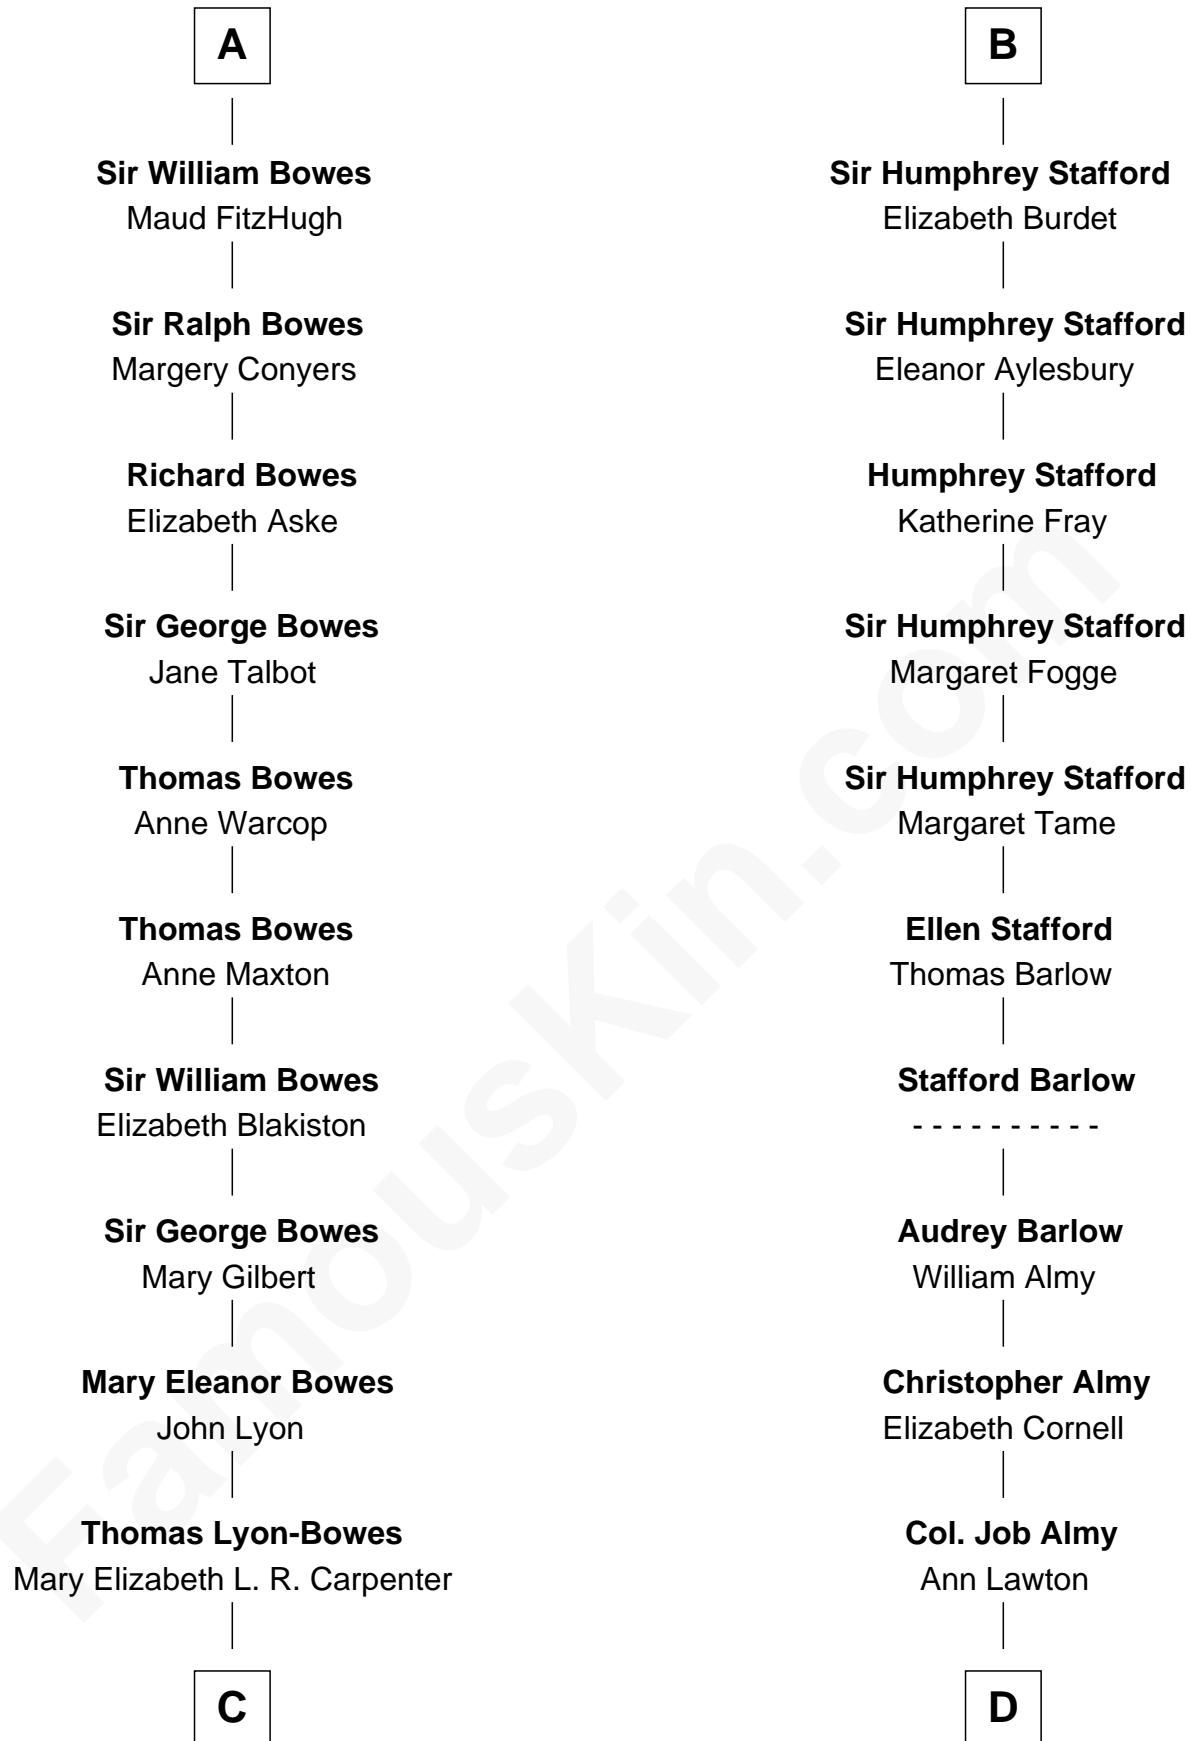 A
Sir William Bowes
Maud FitzHugh
Sir Ralph Bowes
Margery Conyers
Richard Bowes
Elizabeth Aske
Sir George Bowes
Jane Talbot
Thomas Bowes
Anne Warcop
Thomas Bowes
Anne Maxton
Sir William Bowes
Elizabeth Blakiston
Sir George Bowes
Mary Gilbert
Mary Eleanor Bowes
John Lyon
Thomas Lyon-Bowes
Mary Elizabeth L. R. Carpenter
C
B
Sir Humphrey Stafford
Elizabeth Burdet
Sir Humphrey Stafford
Eleanor Aylesbury
Humphrey Stafford
Katherine Fray
Sir Humphrey Stafford
Margaret Fogge
Sir Humphrey Stafford
Margaret Tame
Ellen Stafford
Thomas Barlow
Stafford Barlow
- - - - - - - - - -
Audrey Barlow
William Almy
Christopher Almy
Elizabeth Cornell
Col. Job Almy
Ann Lawton
D
FamousKin.com